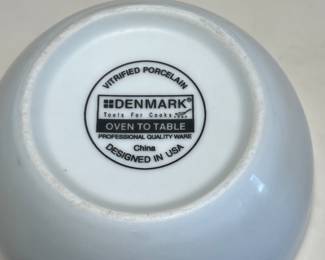 VITRIFIED PORCELAIN
DENMARK®
Tools For Cooks
OVEN TO TABLE
PROFESSIONAL QUALITY WARE
China
DESIGNED IN USA